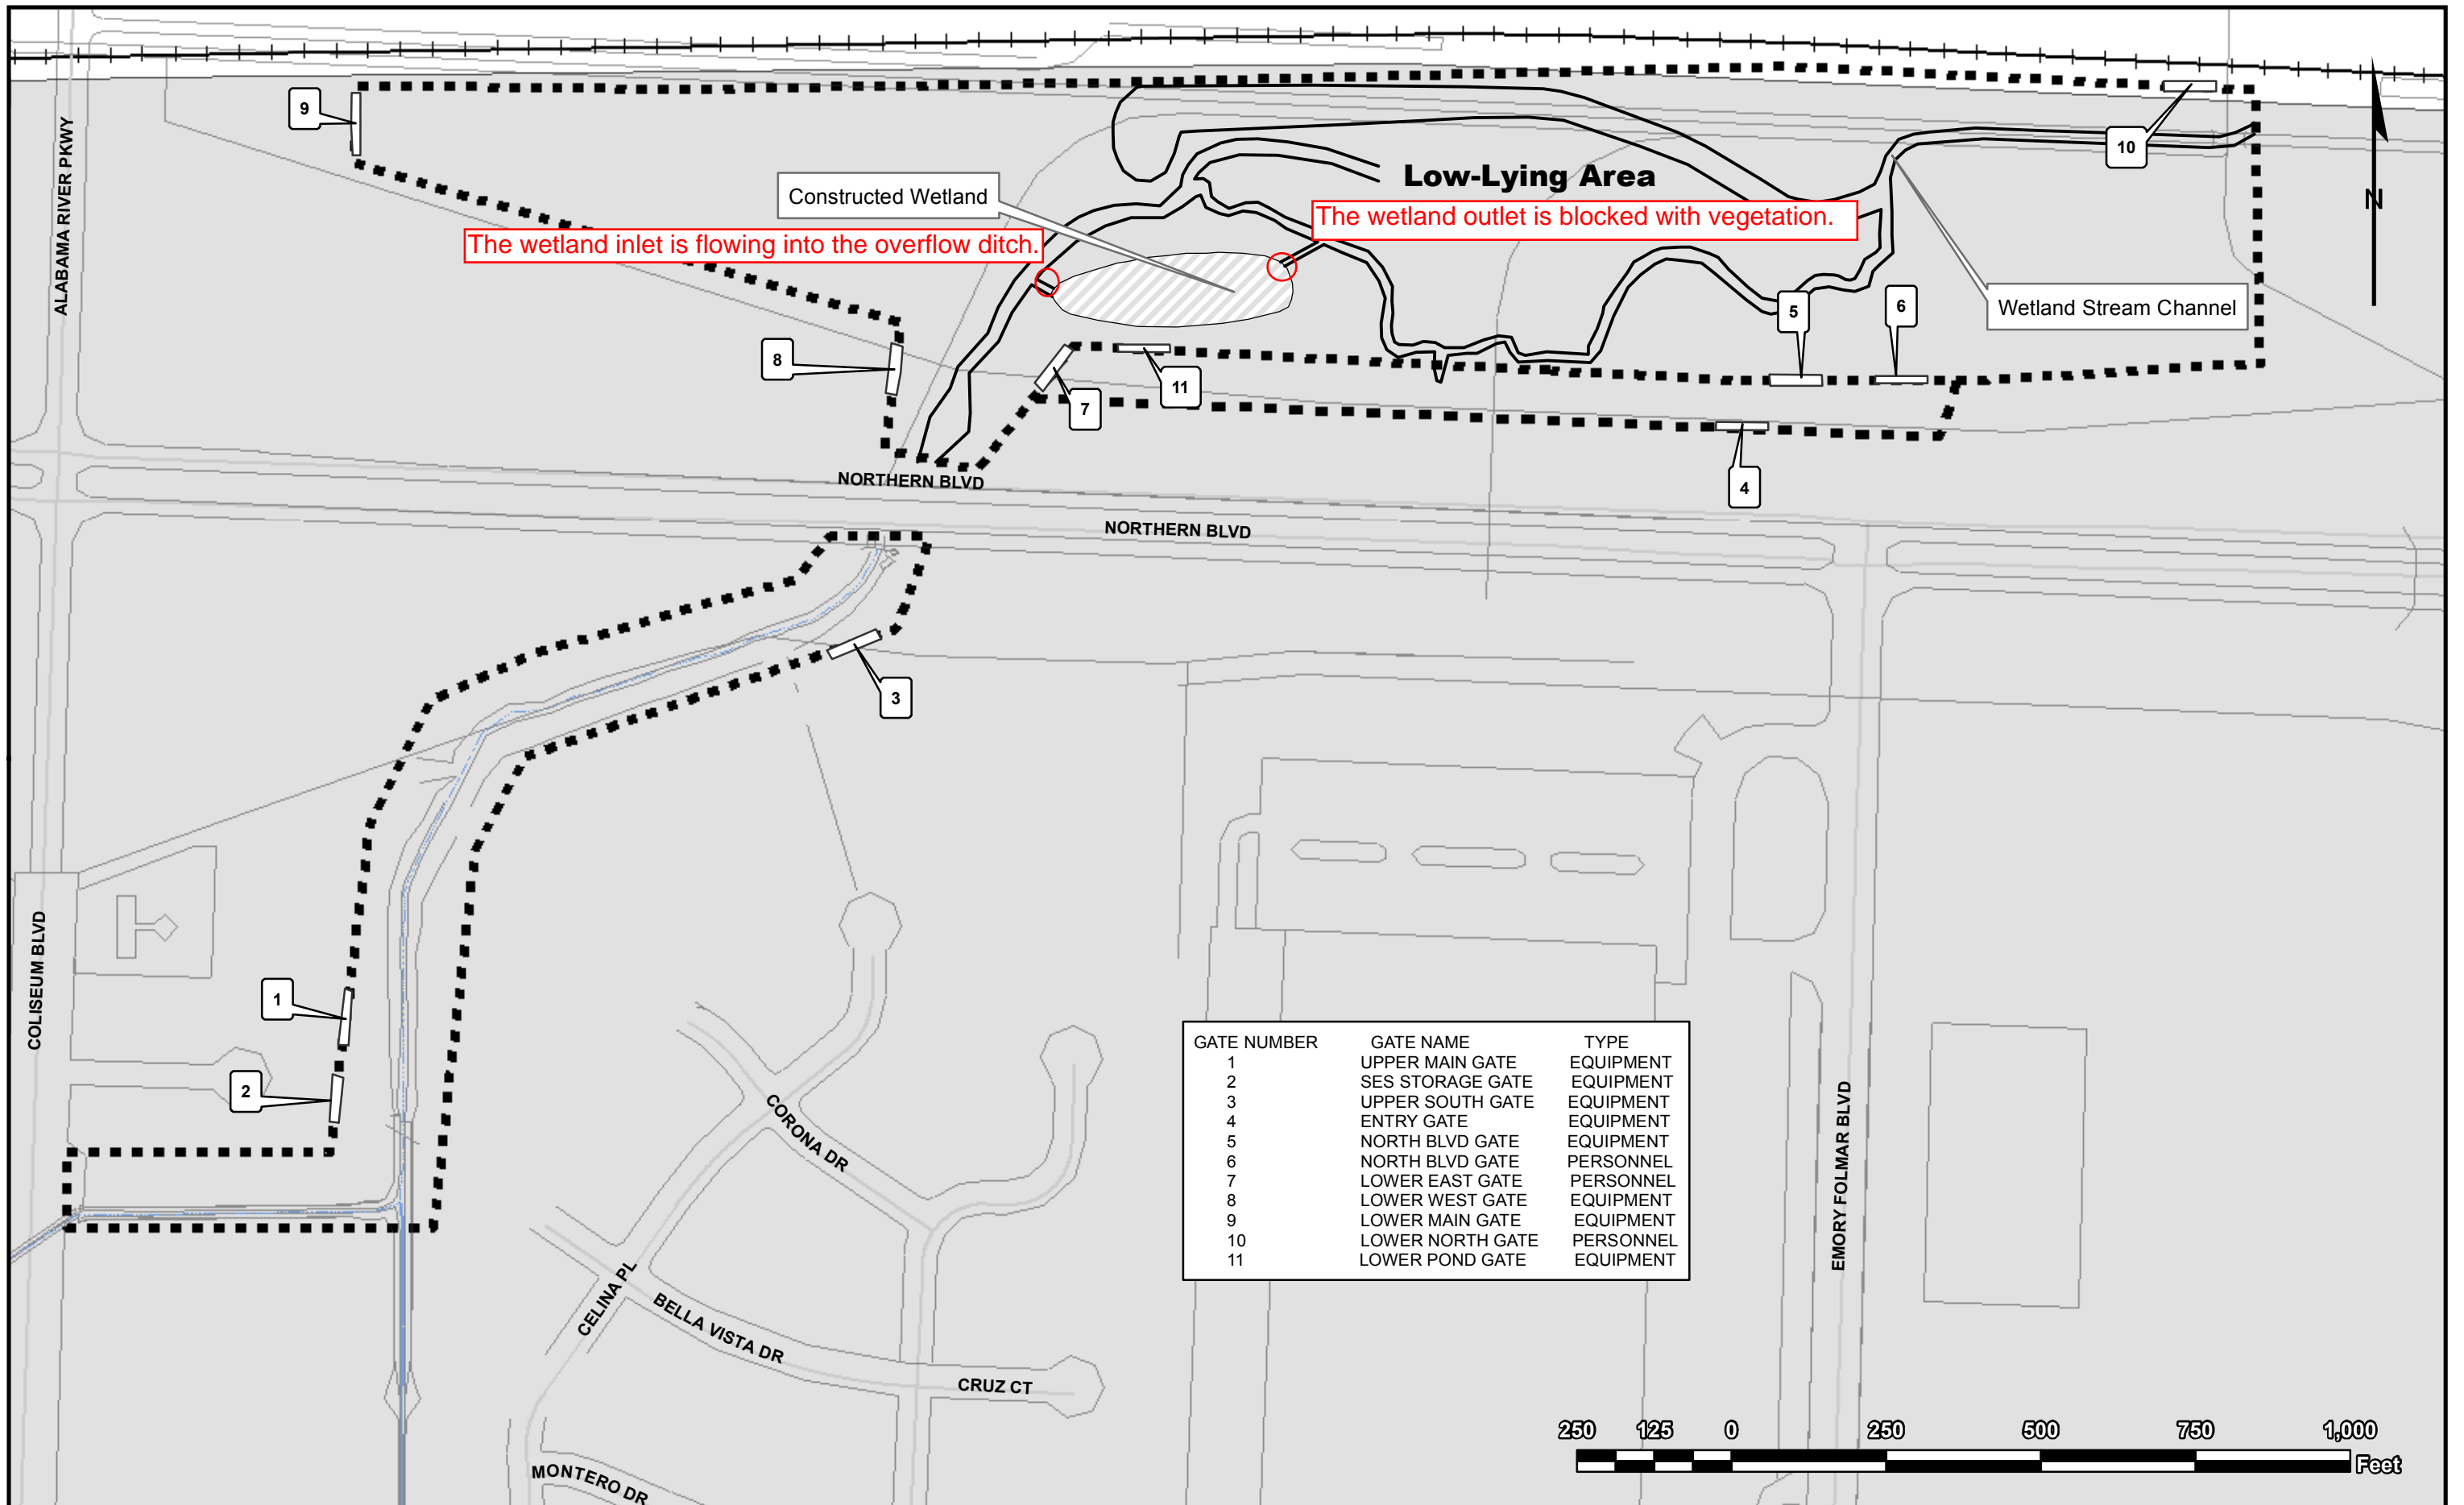 9
ALABAMA RIVER PKWY
Constructed Wetland
Low-Lying Area
10
N
The wetland inlet is flowing into the overflow ditch.
The wetland outlet is blocked with vegetation.
5
6
Wetland Stream Channel
8
11
7
4
NORTHERN BLVD
NORTHERN BLVD
3
COLISEUM BLVD
1
2
CORONA DR
CELINA PL
BELLA VISTA DR
CRUZ CT
MONTERO DR
EMORY FOLMAR BLVD
GATE NUMBER GATE NAME TYPE
1 UPPER MAIN GATE EQUIPMENT
2 SES STORAGE GATE EQUIPMENT
3 UPPER SOUTH GATE EQUIPMENT
4 ENTRY GATE EQUIPMENT
5 NORTH BLVD GATE EQUIPMENT
6 NORTH BLVD GATE PERSONNEL
7 LOWER EAST GATE PERSONNEL
8 LOWER WEST GATE EQUIPMENT
9 LOWER MAIN GATE EQUIPMENT
10 LOWER NORTH GATE PERSONNEL
11 LOWER POND GATE EQUIPMENT
250 125 0 250 500 750 1,000
Feet